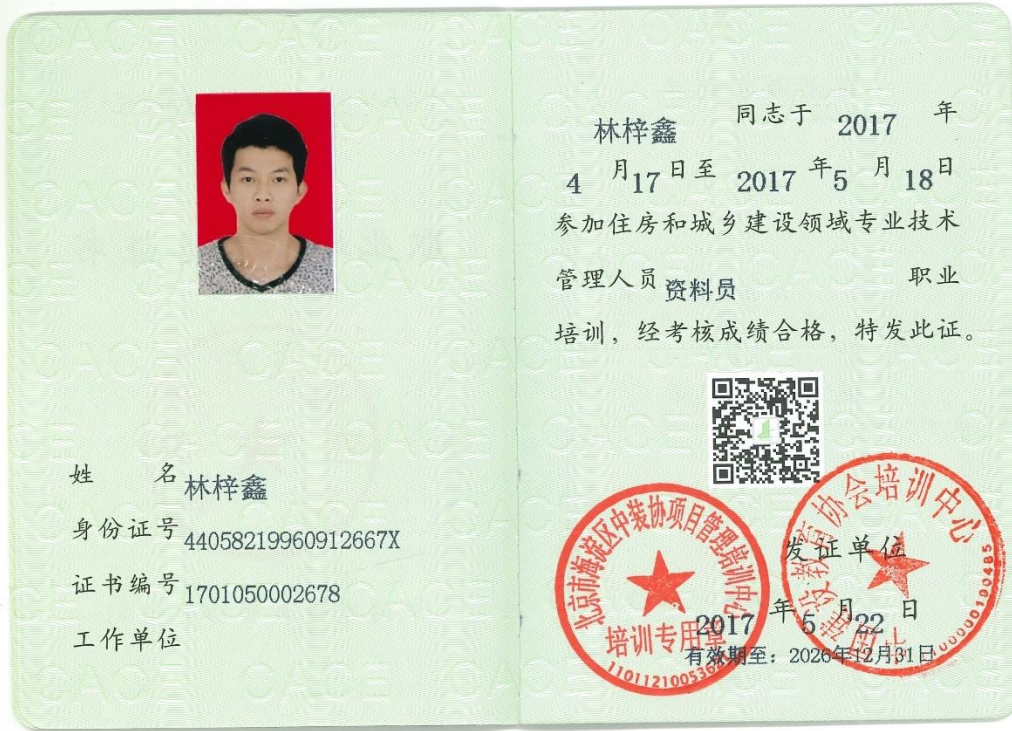 姓 名 林梓鑫
身份证号 44058219960912667X
证书编号 1701050002678
工作单位
林梓鑫 同志于 2017 年
4 月 17 日至 2017 年 5 月 18 日
参加住房和城乡建设领域专业技术
管理人员 资料员 职业
培训，经考核成绩合格，特发此证。
北京市海淀区中装协项目管理培训中心
培训专用章
发证单位
2017 年 5 月 22 日
有效期至：2026年12月31日
CACE